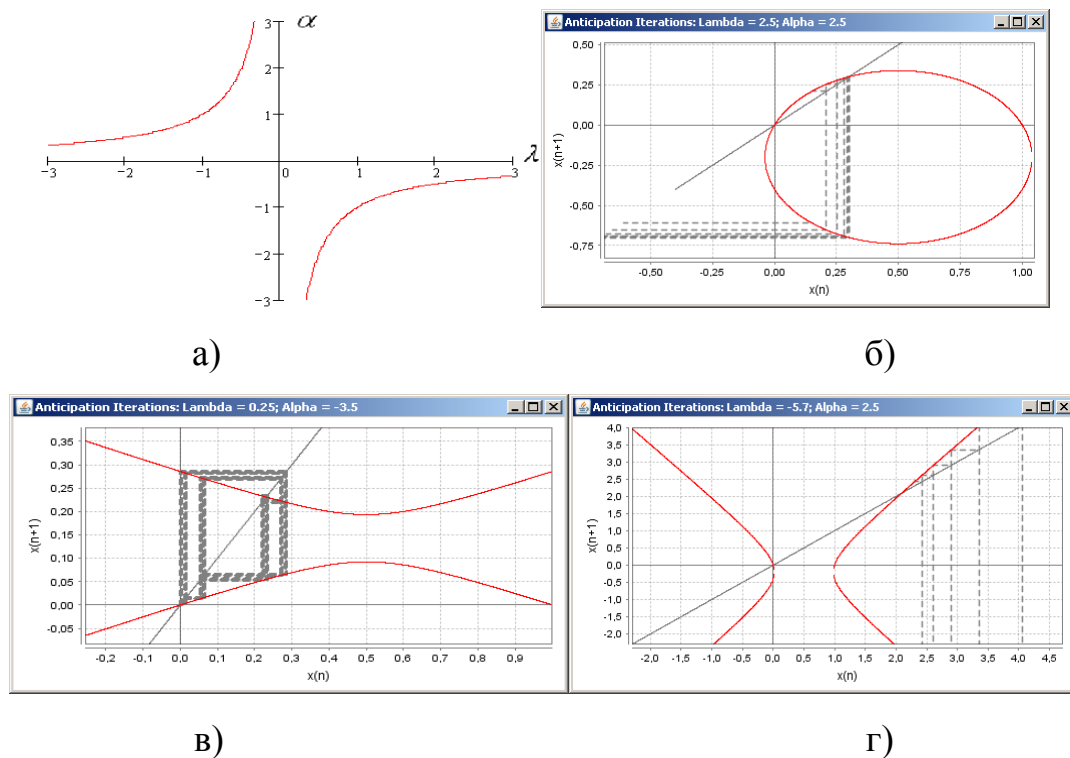 α
3
2
1
-3 -2 -1 0 1 2 3 λ
-1
-2
-3
а)
Anticipation Iterations: Lambda = 2.5; Alpha = 2.5
0,50
0,25
0,00
-0,25
-0,50
-0,75
x(n+1)
-0,50 -0,25 0,00 0,25 0,50 0,75 1,00
x(n)
б)
Anticipation Iterations: Lambda = 0.25; Alpha = -3.5
0,35
0,30
0,25
0,20
0,15
0,10
0,05
0,00
-0,05
x(n+1)
-0,2 -0,1 0,0 0,1 0,2 0,3 0,4 0,5 0,6 0,7 0,8 0,9
x(n)
в)
Anticipation Iterations: Lambda = -5.7; Alpha = 2.5
4,0
3,5
3,0
2,5
2,0
1,5
1,0
0,5
0,0
-0,5
-1,0
-1,5
-2,0
x(n+1)
-2,0 -1,5 -1,0 -0,5 0,0 0,5 1,0 1,5 2,0 2,5 3,0 3,5 4,0 4,5
x(n)
г)